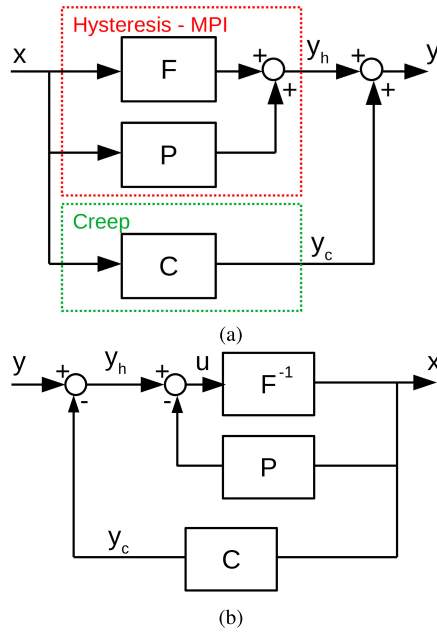 Hysteresis - MPI
x
F
+
+
y_h
+
+
y
P
Creep
C
y_c
(a)
y
+
-
y_h
+
-
u
F^-1
x
P
y_c
C
(b)